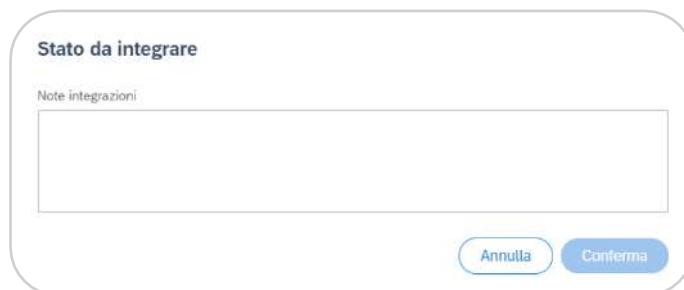 Stato da integrare
Note integrazioni
Annulla Conferma